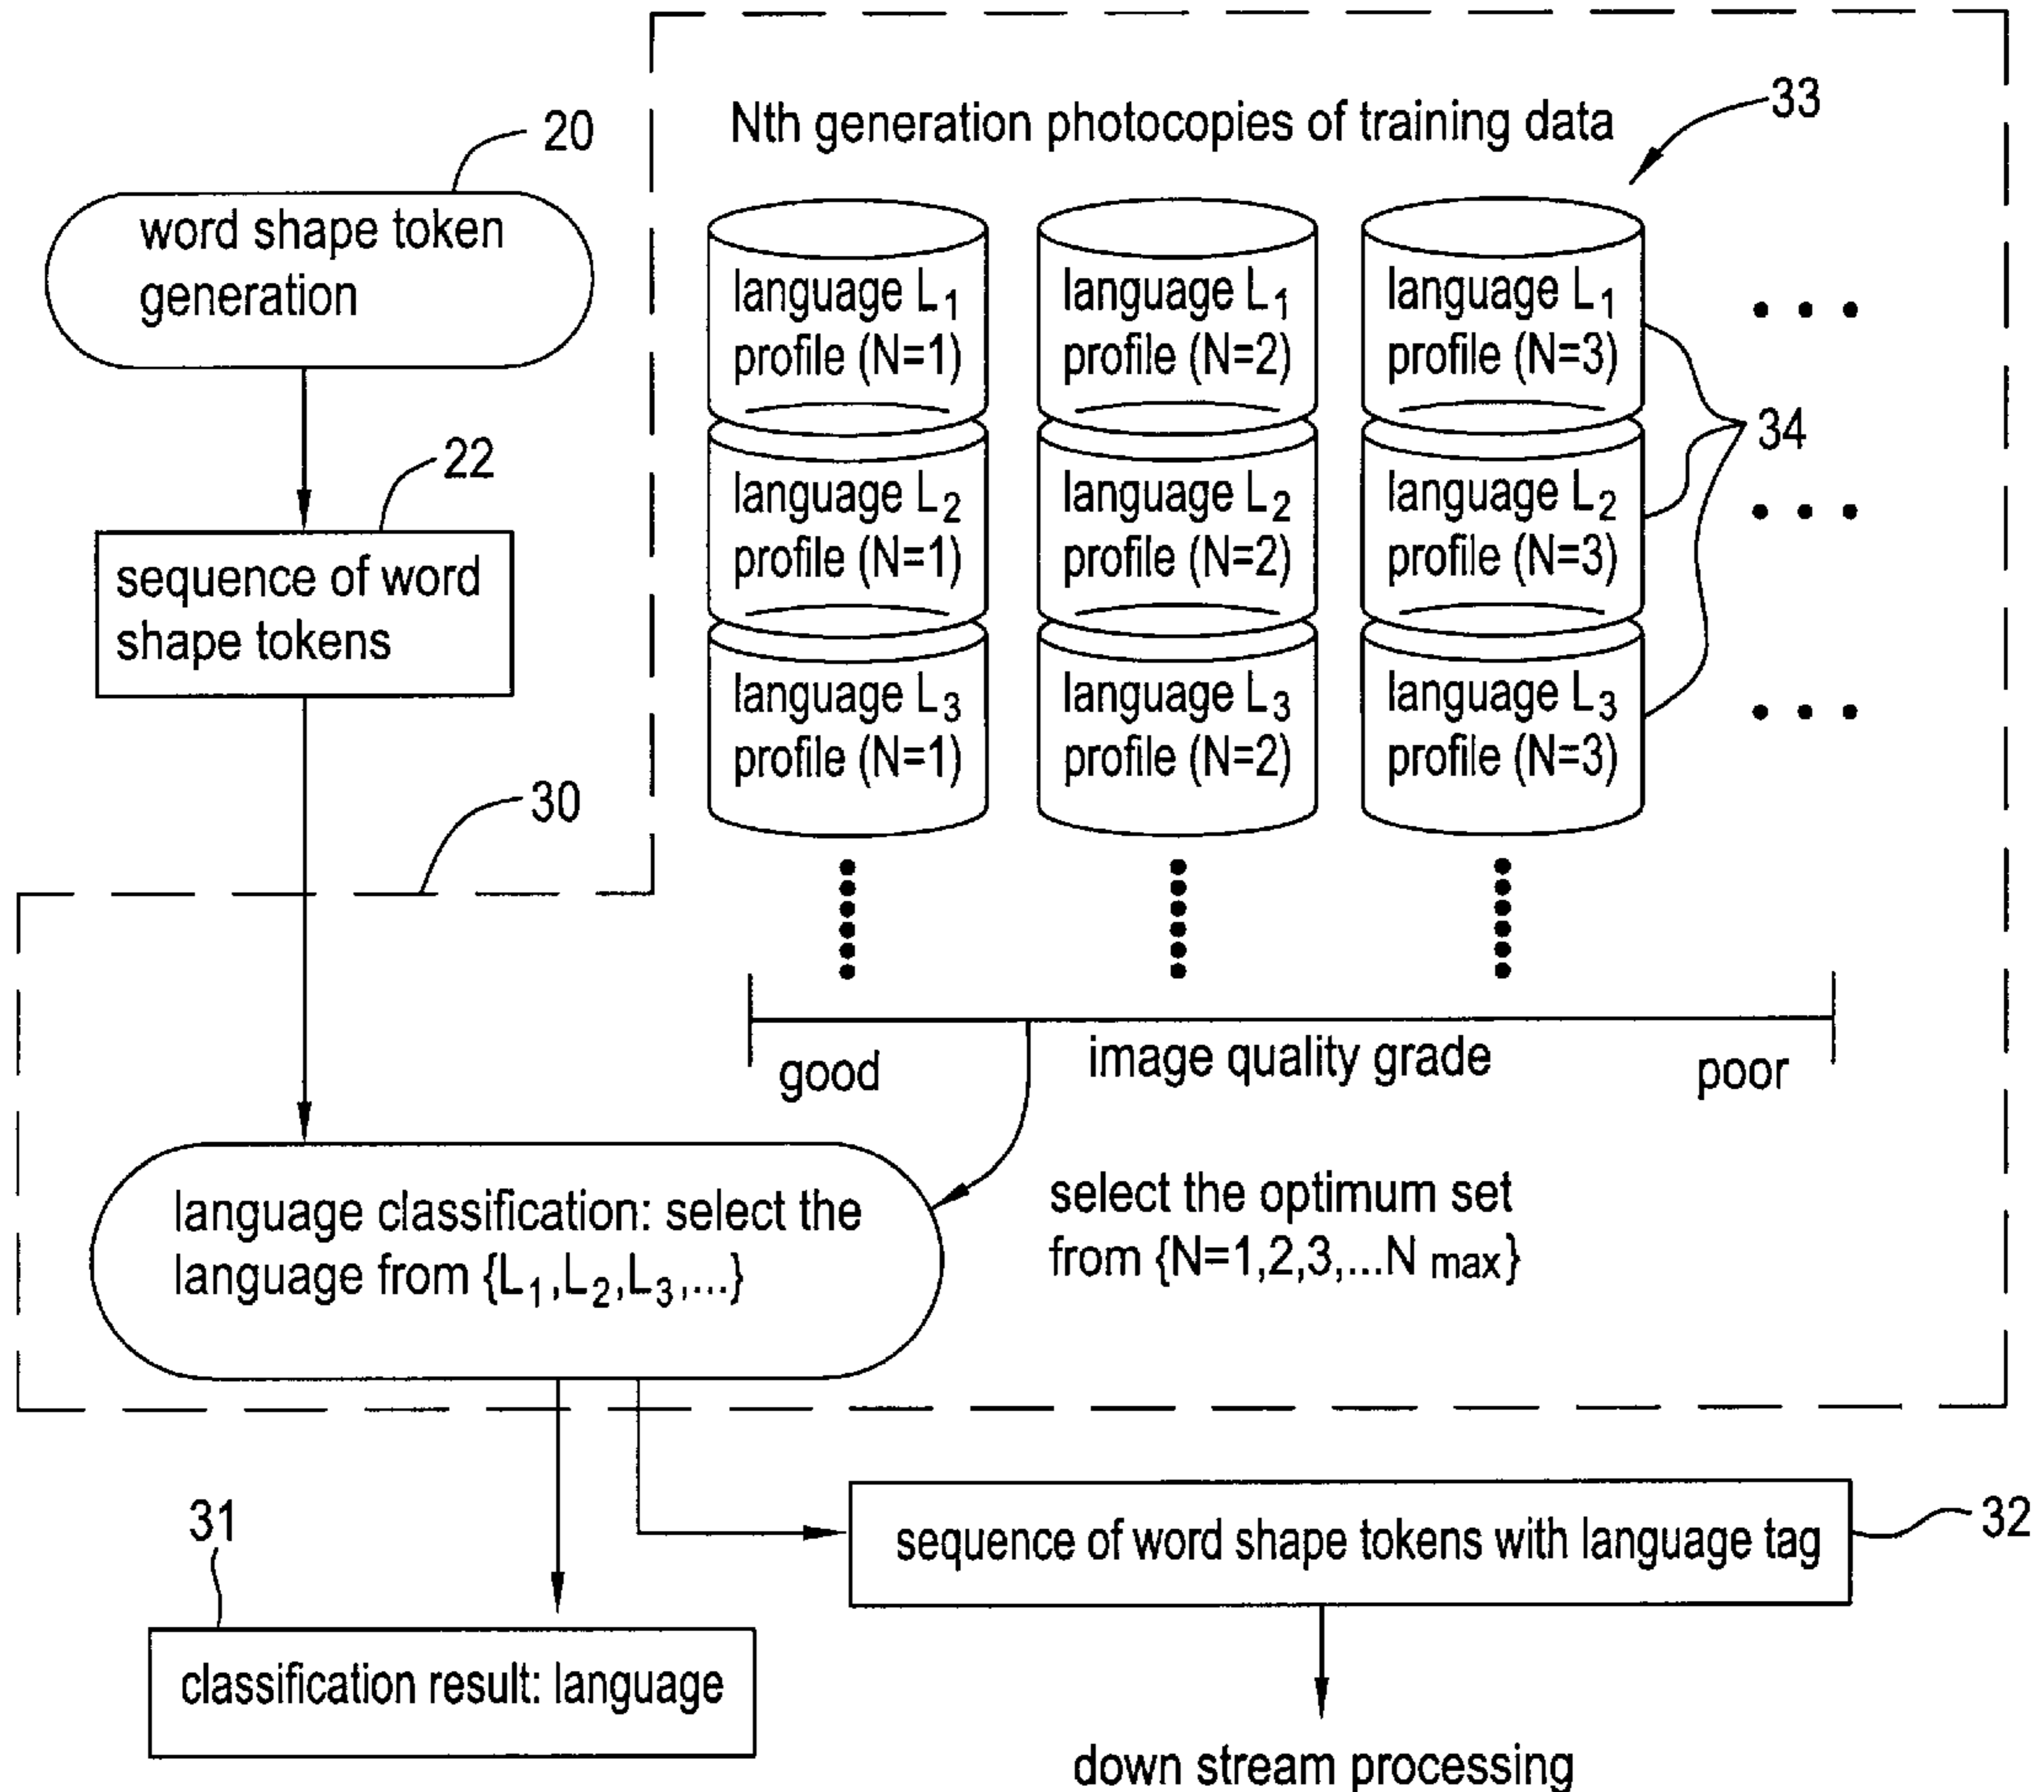 20
word shape token
generation
22
sequence of word
shape tokens
30
Nth generation photocopies of training data
33
language L₁
profile (N=1)
language L₁
profile (N=2)
language L₁
profile (N=3)
• • •
34
language L₂
profile (N=1)
language L₂
profile (N=2)
language L₂
profile (N=3)
• • •
language L₃
profile (N=1)
language L₃
profile (N=2)
language L₃
profile (N=3)
• • •
good
image quality grade
poor
language classification: select the
language from {L₁,L₂,L₃,...}
select the optimum set
from {N=1,2,3,...N max}
31
classification result: language
sequence of word shape tokens with language tag
32
down stream processing